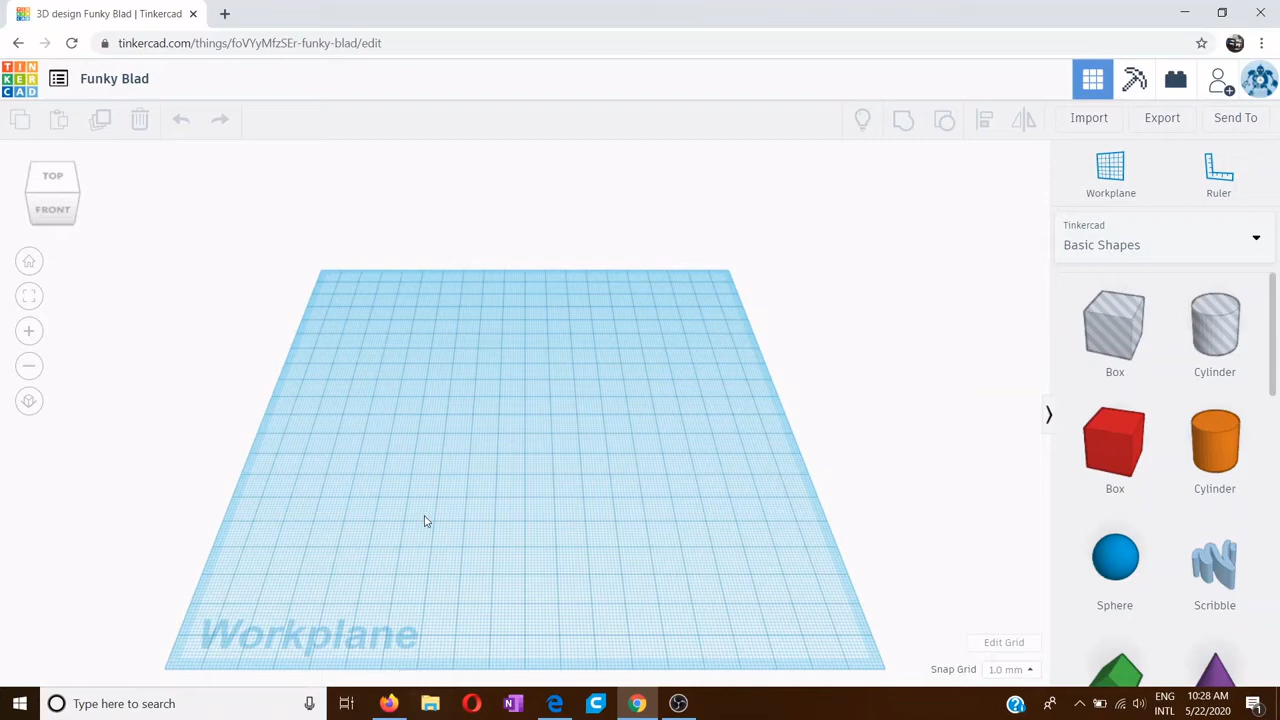 3D design Funky Blad | Tinkercad
tinkercad.com/things/foVYyMfzSEr-funky-blad/edit
TIN
KER
CAD
Funky Blad
Import
Export
Send To
TOP
FRONT
Workplane
Ruler
Tinkercad
Basic Shapes
Box
Cylinder
Box
Cylinder
Sphere
Scribble
Workplane
Edit Grid
Snap Grid
1.0 mm
Type here to search
ENG
INTL
10:28 AM
5/22/2020
1